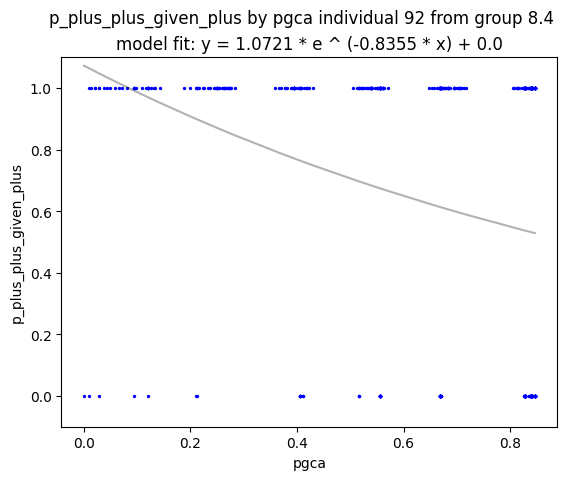 p_plus_plus_given_plus by pgca individual 92 from group 8.4
model fit: y = 1.0721 * e ^ (-0.8355 * x) + 0.0
1.0
0.8
0.6
0.4
0.2
0.0
p_plus_plus_given_plus
0.0 0.2 0.4 0.6 0.8
pgca